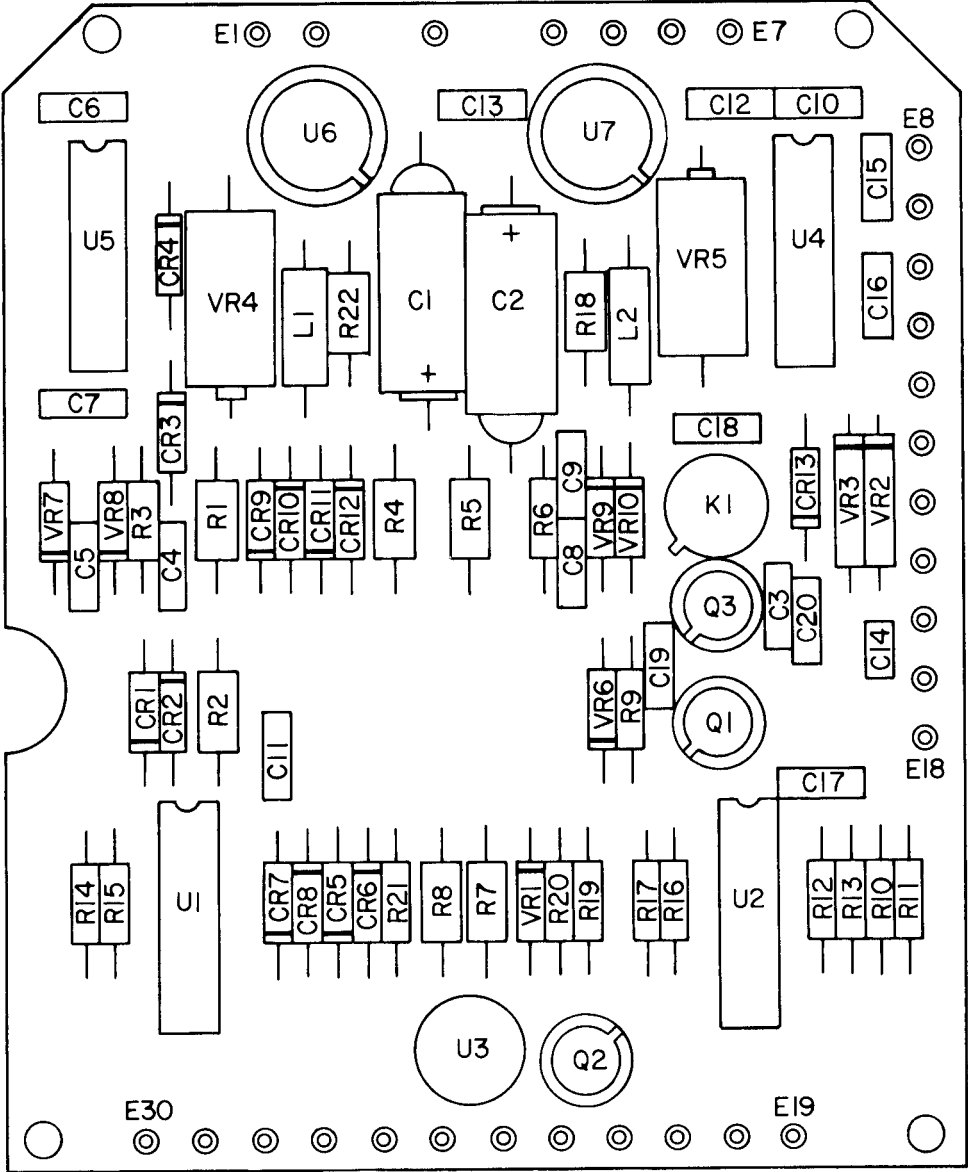 E1 E7
C6 C13 C12 C10 E8
U6 U7
C15
U5 CR4 VR4 L1 R22 C1 + C2 + R18 L2 VR5 U4 C16
C7 CR3 C18
VR7 C5 VR8 R3 C4 R1 CR9 CR10 CR11 CR12 R4 R5 R6 C9 C8 VR9 VR10 K1 CR13 VR3 VR2
Q3 C3 C20 C14
CR1 CR2 R2 C11 VR6 R9 C19 Q1 E18
C17
R14 R15 U1 CR7 CR8 CR5 CR6 R21 R8 R7 VR1 R20 R19 R17 R16 U2 R12 R13 R10 R11
U3 Q2
E30 E19